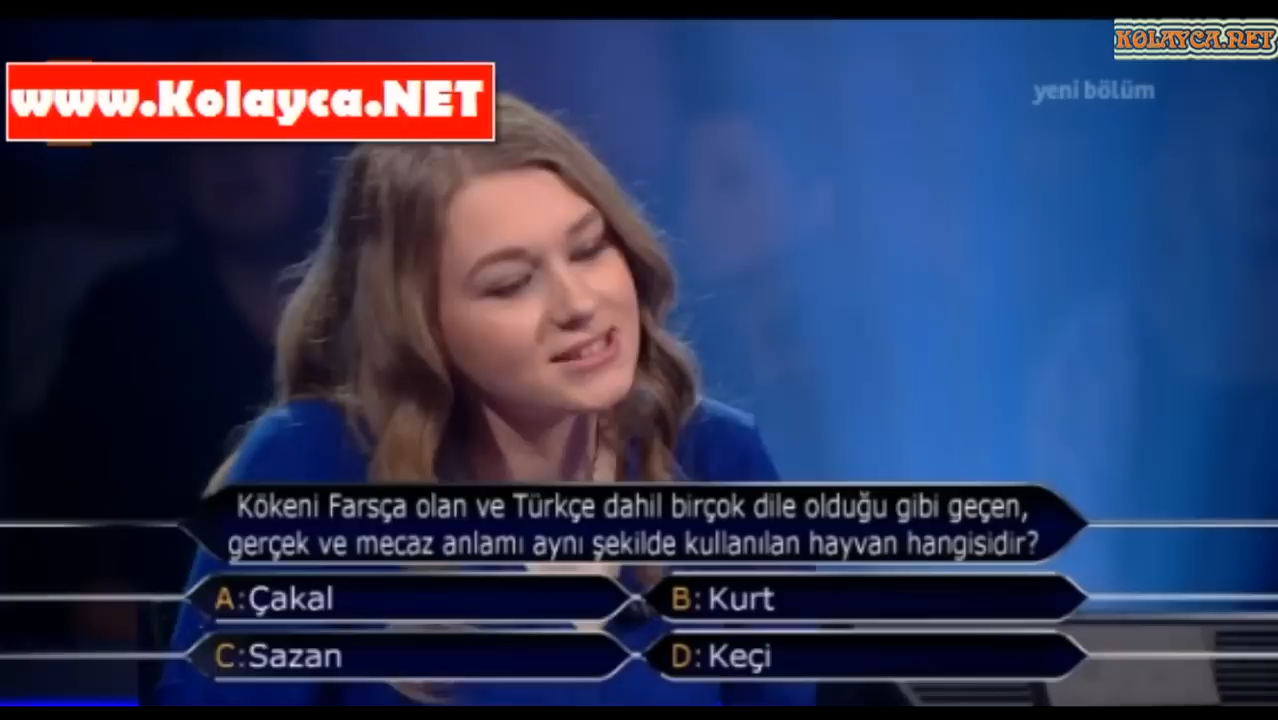 KOLAYCA.NET
www.Kolayca.NET
yeni bölüm
Kökeni Farsça olan ve Türkçe dahil birçok dile olduğu gibi geçen,
gerçek ve mecaz anlamı aynı şekilde kullanılan hayvan hangisidir?
A: Çakal
B: Kurt
C: Sazan
D: Keçi